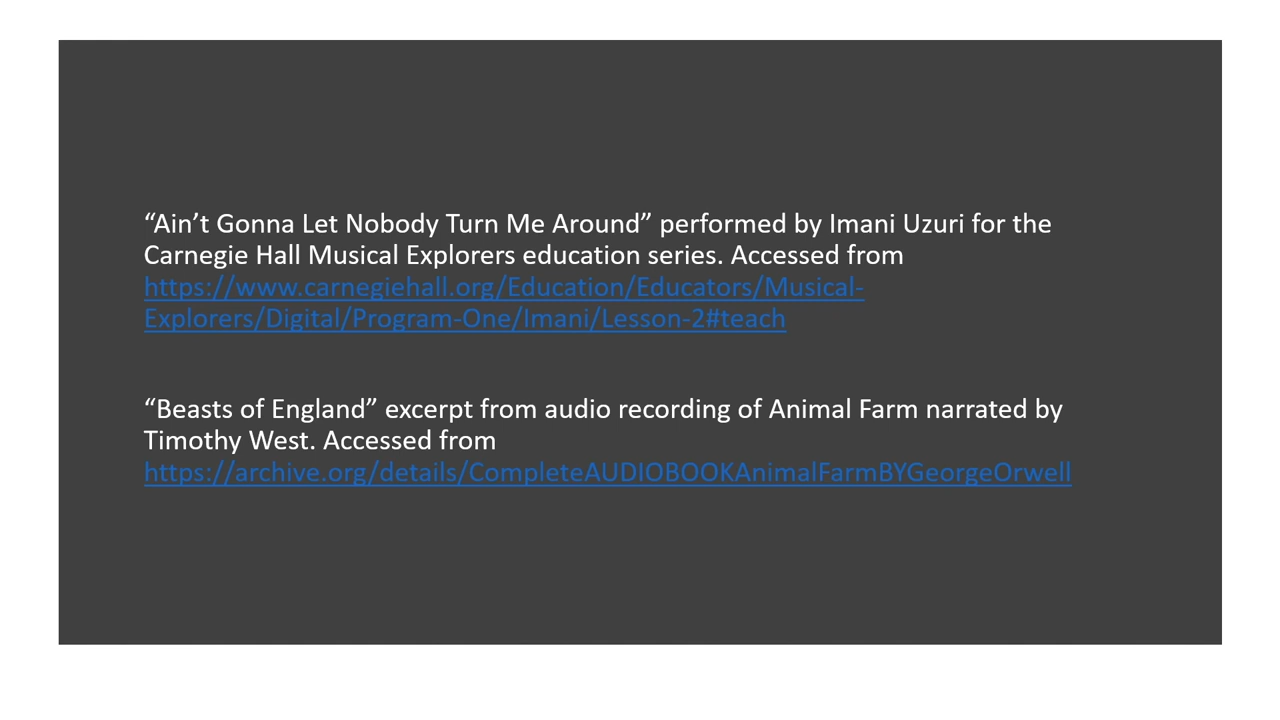 “Ain’t Gonna Let Nobody Turn Me Around” performed by Imani Uzuri for the
Carnegie Hall Musical Explorers education series. Accessed from
https://www.carnegiehall.org/Education/Educators/Musical-
Explorers/Digital/Program-One/Imani/Lesson-2#teach
“Beasts of England” excerpt from audio recording of Animal Farm narrated by
Timothy West. Accessed from
https://archive.org/details/CompleteAUDIOBOOKAnimalFarmBYGeorgeOrwell